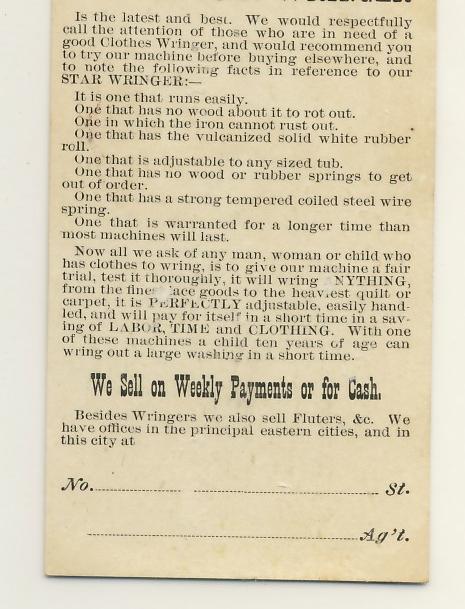 Is the latest and best. We would respectfully
call the attention of those who are in need of a
good Clothes Wringer, and would recommend you
to try our machine before buying elsewhere, and
to note the following facts in reference to our
STAR WRINGER:—
It is one that runs easily.
One that has no wood about it to rot out.
One in which the iron cannot rust out.
One that has the vulcanized solid white rubber
roll.
One that is adjustable to any sized tub.
One that has no wood or rubber springs to get
out of order.
One that has a strong tempered coiled steel wire
spring.
One that is warranted for a longer time than
most machines will last.
Now all we ask of any man, woman or child who
has clothes to wring, is to give our machine a fair
trial, test it thoroughly, it will wring ANYTHING,
from the finest lace goods to the heaviest quilt or
carpet, it is PERFECTLY adjustable, easily hand-
led, and will pay for itself in a short time in a sav-
ing of LABOR, TIME and CLOTHING. With one
of these machines a child ten years of age can
wring out a large washing in a short time.
We Sell on Weekly Payments or for Cash.
Besides Wringers we also sell Fluters, &c. We
have offices in the principal eastern cities, and in
this city at
No. St.
Ag't.